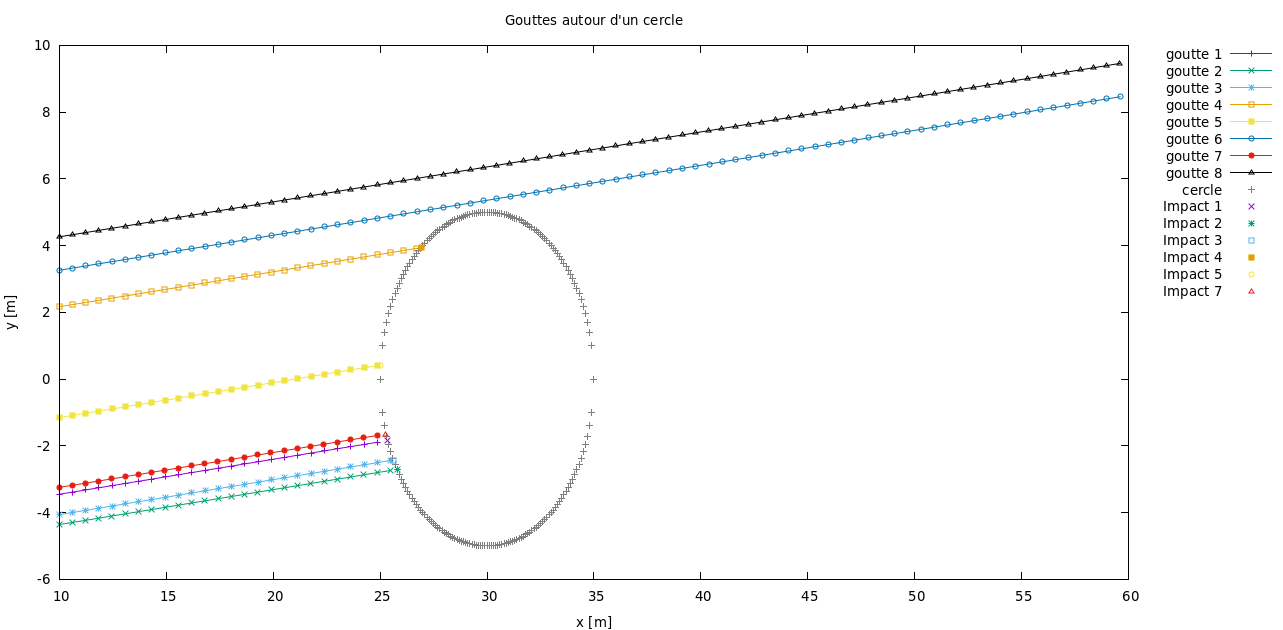 Gouttes autour d'un cercle
10
8
6
4
2
0
-2
-4
-6
y [m]
10 15 20 25 30 35 40 45 50 55 60
x [m]
goutte 1
goutte 2
goutte 3
goutte 4
goutte 5
goutte 6
goutte 7
goutte 8
cercle
Impact 1
Impact 2
Impact 3
Impact 4
Impact 5
Impact 7